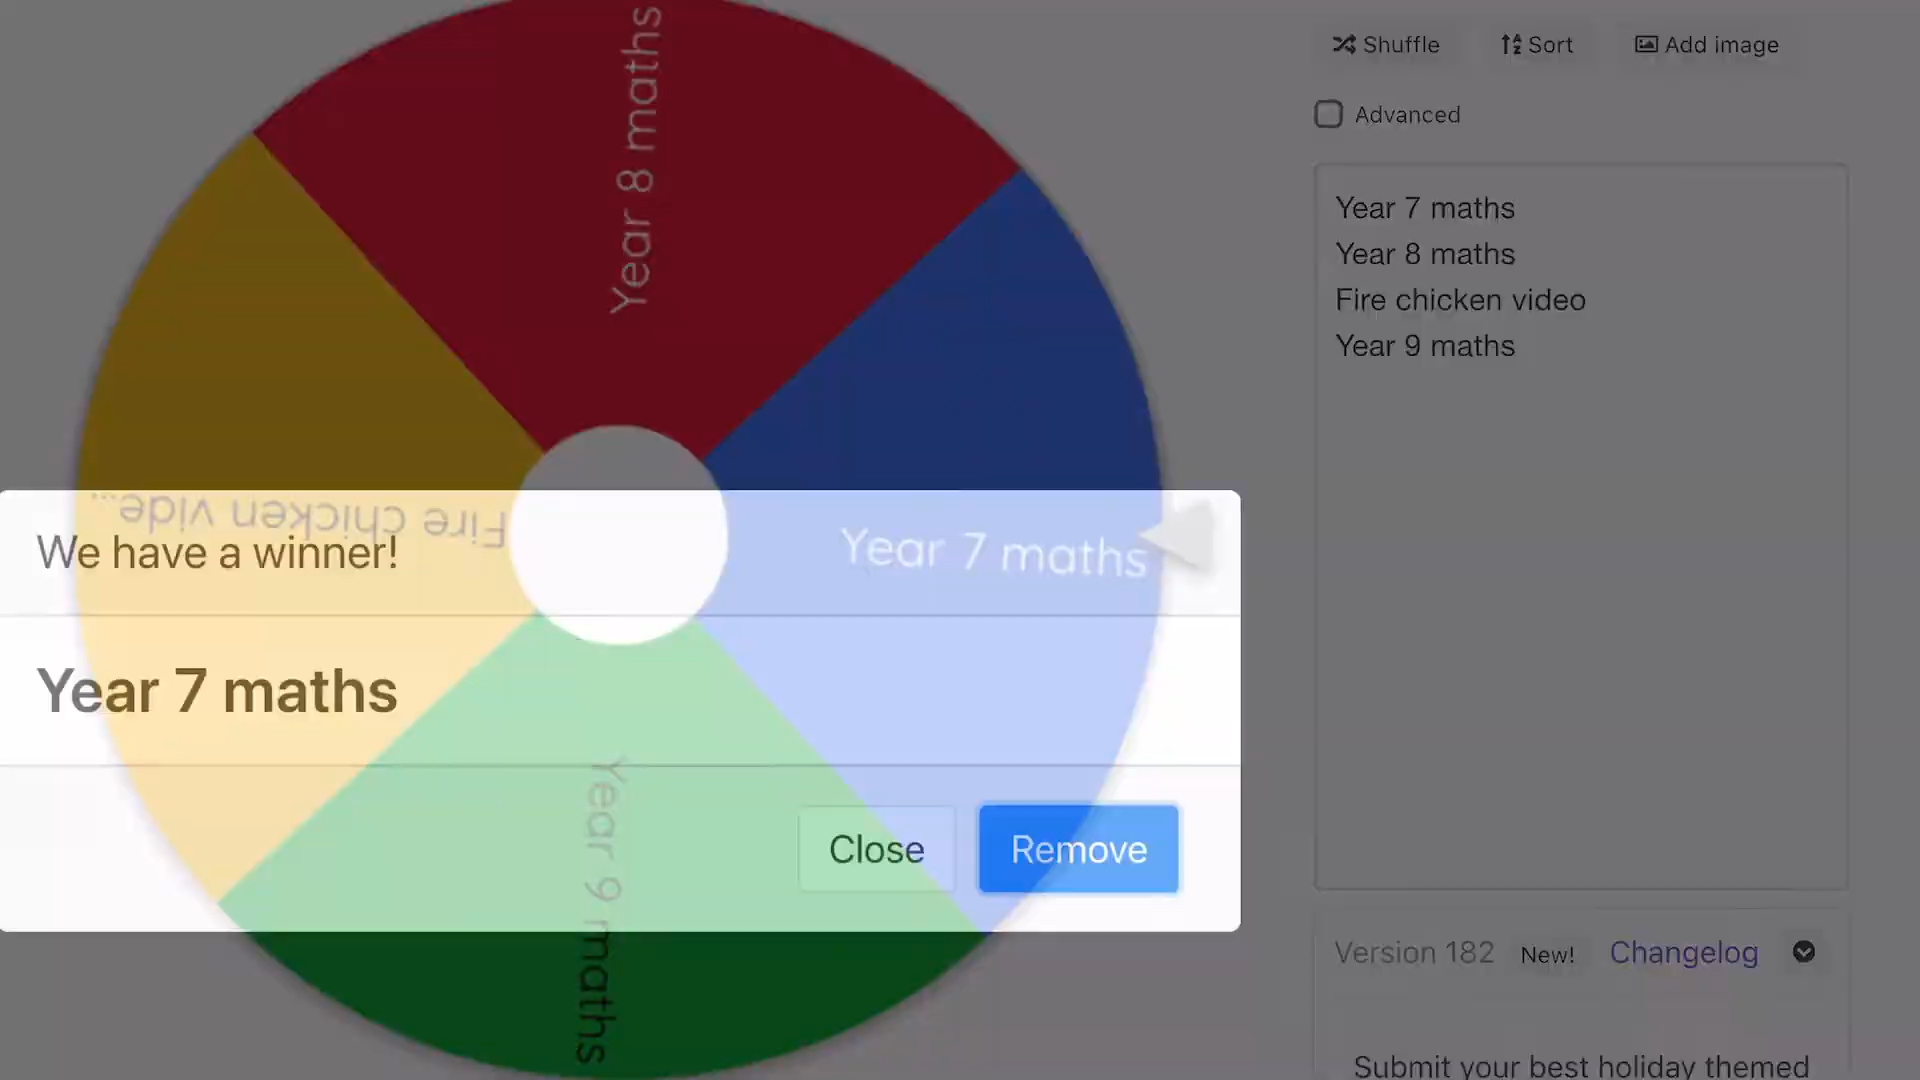 Shuffle
Sort
Add image
Advanced
Year 7 maths
Year 8 maths
Fire chicken video
Year 9 maths
Year 8 maths
Fire chicken vide...
Year 7 maths
Year 9 maths
We have a winner!
Year 7 maths
Close
Remove
Version 182
New!
Changelog
Submit your best holiday themed